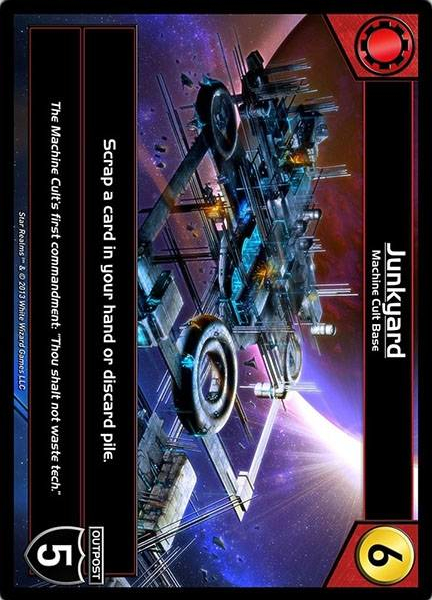 Junkyard
Machine Cult Base
6
Scrap a card in your hand or discard pile.
The Machine Cult's first commandment: "Thou shalt not waste tech."
OUTPOST
5
Star Realms™ & © 2013 White Wizard Games LLC